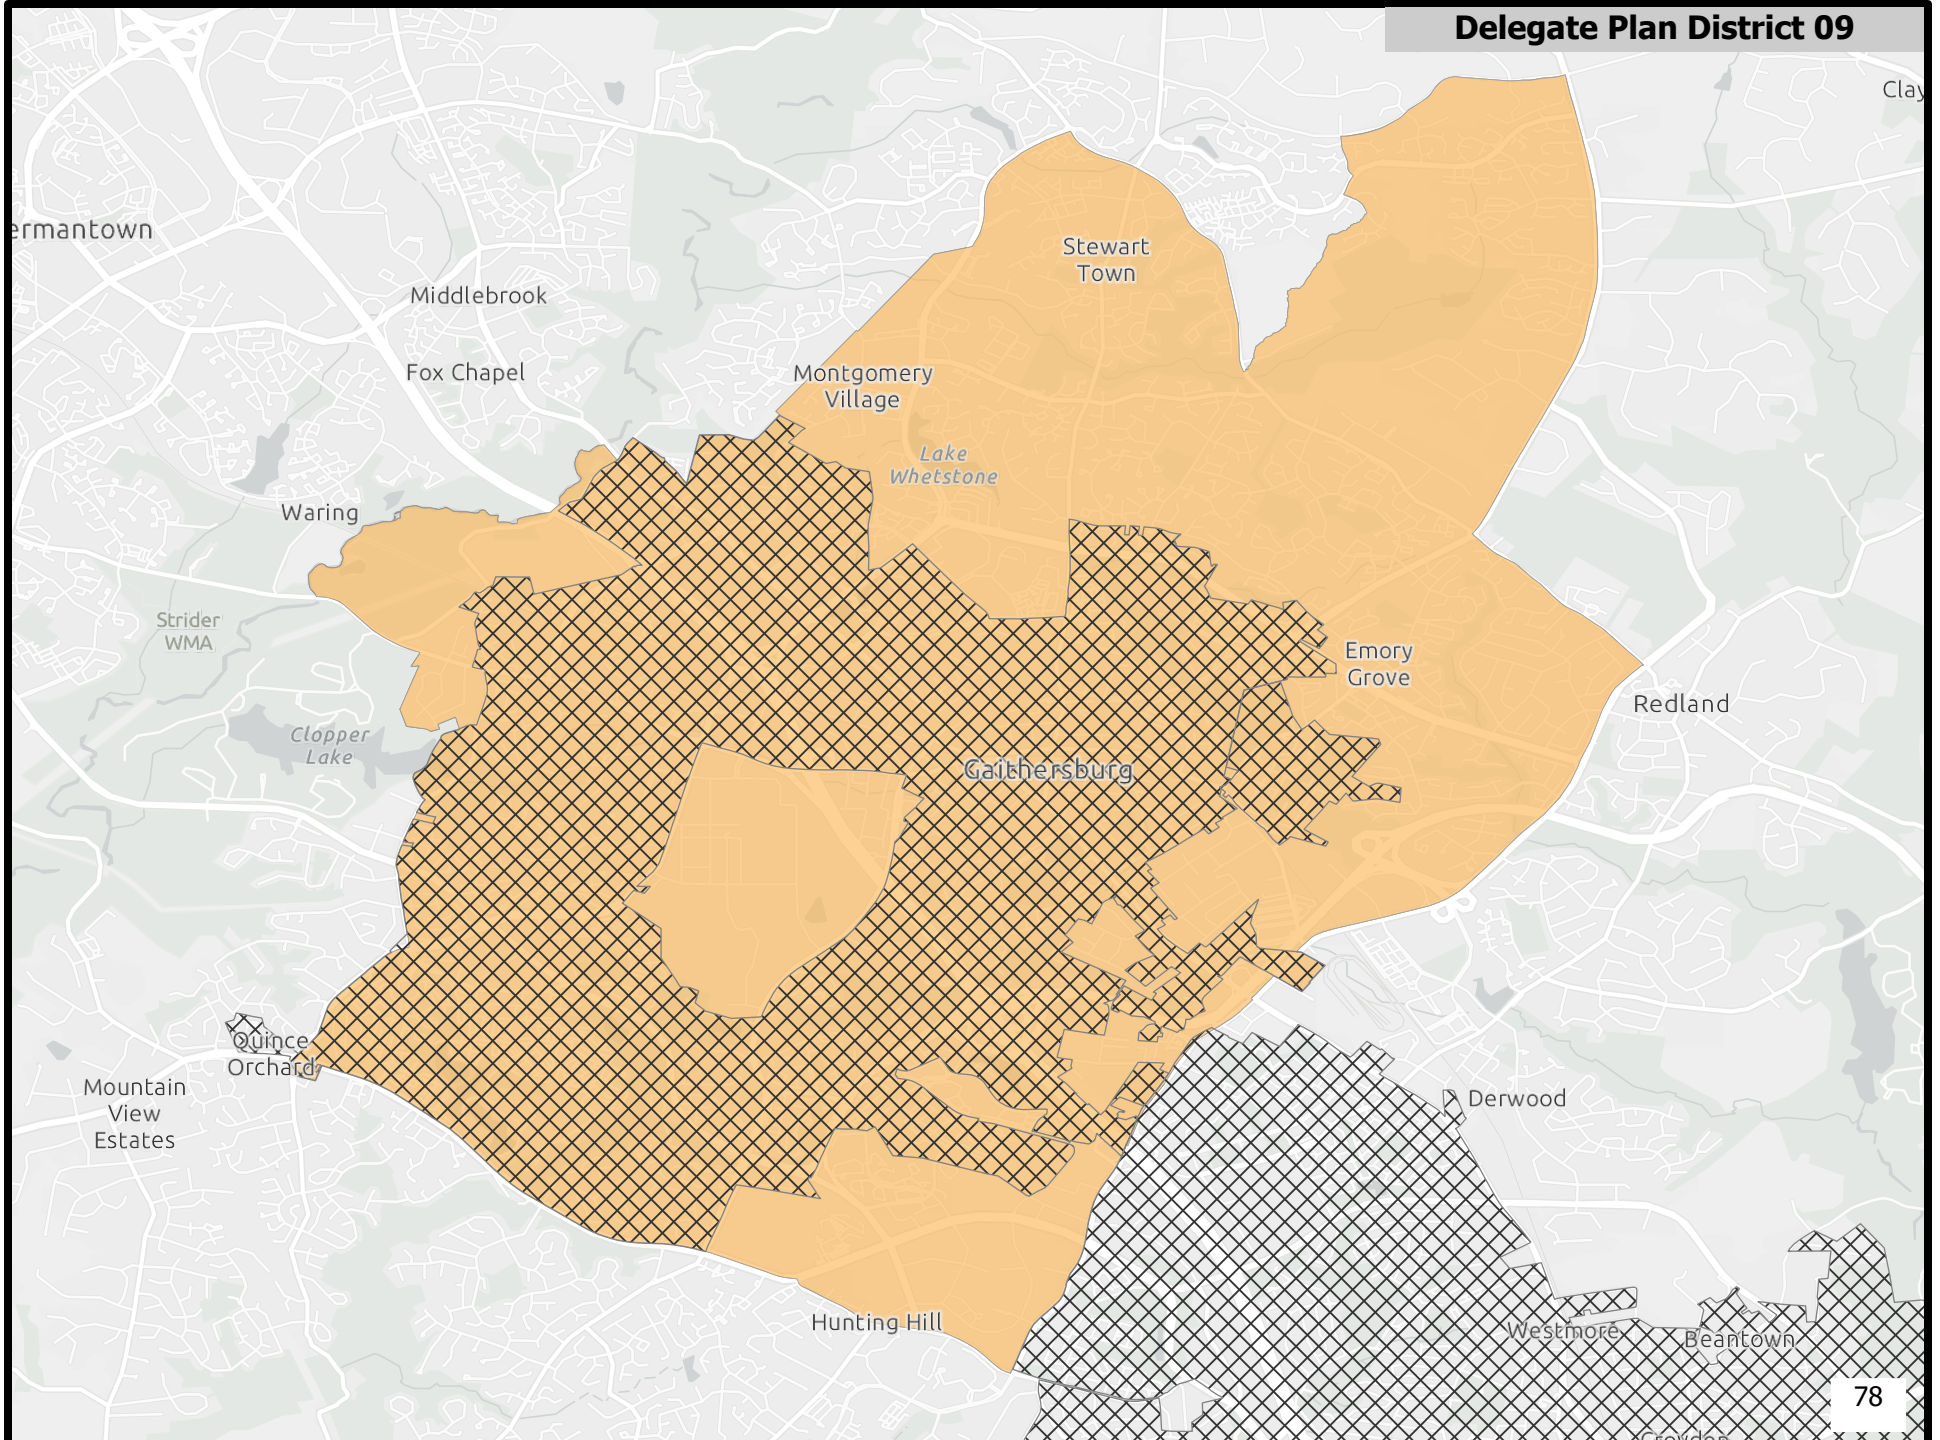 Delegate Plan District 09
Clay
ermantown
Stewart
Town
Middlebrook
Fox Chapel
Montgomery
Village
Lake
Whetstone
Waring
Strider
WMA
Emory
Grove
Redland
Clopper
Lake
Gaithersburg
Quince
Orchard
Mountain
View
Estates
Derwood
Hunting Hill
Westmore
Beantown
78